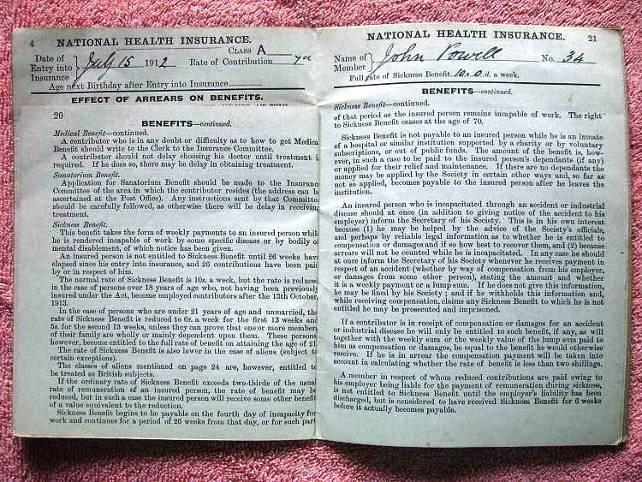 4 NATIONAL HEALTH INSURANCE.
CLASS A
Date of Entry into Insurance } July 15 1912 Rate of Contribution
Age next Birthday after Entry into Insurance
EFFECT OF ARREARS ON BENEFITS.
20
BENEFITS—continued.
Medical Benefit—continued.
A contributor who is in any doubt or difficulty as to how to get Medical
Benefit should write to the Clerk to the Insurance Committee.
A contributor should not delay choosing his doctor until treatment is
required. If he does so, there may be delay in obtaining treatment.
Sanatorium Benefit.
Application for Sanatorium Benefit should be made to the Insurance
Committee of the area in which the contributor resides (the address can be
ascertained at the Post Office). Any instructions sent by that Committee
should be carefully followed, as otherwise there will be delay in receiving
treatment.
Sickness Benefit.
This benefit takes the form of weekly payments to an insured person while
he is rendered incapable of work by some specific disease or by bodily or
mental disablement, of which notice has been given.
An insured person is not entitled to Sickness Benefit until 26 weeks have
elapsed since his entry into insurance, and 26 contributions have been paid
by or in respect of him.
The normal rate of Sickness Benefit is 10s. a week, but the rate is reduced
in the case of persons over 18 years of age who, not having been previously
insured under the Act, become employed contributors after the 13th October,
1913.
In the case of persons who are under 21 years of age and unmarried, the
rate of Sickness Benefit is reduced to 6s. a week for the first 13 weeks and
5s. for the second 13 weeks, unless they can prove that one or more members
of their family are wholly or mainly dependent upon them. These persons,
however, become entitled to the full rate of benefit on attaining the age of 21.
The rate of Sickness Benefit is also lower in the case of aliens (subject to
certain exceptions).
The classes of aliens mentioned on page 24 are, however, entitled to
be treated as British subjects.
If the ordinary rate of Sickness Benefit exceeds two-thirds of the usual
rate of remuneration of an insured person, the rate of benefit may be
reduced, but in such a case the insured person will receive some other benefit
of a value equivalent to the reduction.
Sickness Benefit begins to be payable on the fourth day of incapacity for
work and continues for a period of 26 weeks from that day, or for such part
NATIONAL HEALTH INSURANCE. 21
Name of Member } John Powell No. 34
Full rate of Sickness Benefit 10s. 0 d. a week.
BENEFITS—continued.
Sickness Benefit—continued.
of that period as the insured person remains incapable of work. The right
to Sickness Benefit ceases at the age of 70.
Sickness Benefit is not payable to an insured person while he is an inmate
of a hospital or similar institution supported by a charity or by voluntary
subscriptions, or out of public funds. The amount of the benefit is, how-
ever, in such a case to be paid to the insured person's dependants (if any)
or applied for their relief and maintenance. If there are no dependants the
money may be applied by the Society in certain other ways and, so far as
not so applied, becomes payable to the insured person after he leaves the
institution.
An insured person who is incapacitated through an accident or industrial
disease should at once (in addition to giving notice of the accident to his
employer) inform the Secretary of his Society. This is in his own interest
because (1) he may be helped by the advice of the Society's officials,
and perhaps by reliable legal information as to whether he is entitled to
compensation or damages and if so how best to recover them, and (2) because
arrears will not be counted while he is incapacitated. In any case he should
at once inform the Secretary of his Society whenever he receives payment in
respect of an accident (whether by way of compensation from his employer,
or damages from some other person), stating the amount and whether
it is a weekly payment or a lump sum. If he does not give this information,
he may be fined by his Society; and if he withholds this information and,
while receiving compensation, claims any Sickness Benefit to which he is not
entitled he may be prosecuted and imprisoned.
If a contributor is in receipt of compensation or damages for an accident
or industrial disease he will only be entitled to such benefit, if any, as will
together with the weekly sum or the weekly value of the lump sum paid to
him as compensation or damages, be equal to the benefit he would otherwise
receive. If he is in arrear the compensation payment will be taken into
account in calculating whether the rate of benefit is less than two shillings.
A member in respect of whom reduced contributions are paid owing to
his employer being liable for the payment of remuneration during sickness,
is not entitled to Sickness Benefit until the employer's liability has been
discharged, but is considered to have received Sickness Benefit for 6 weeks
before it actually becomes payable.